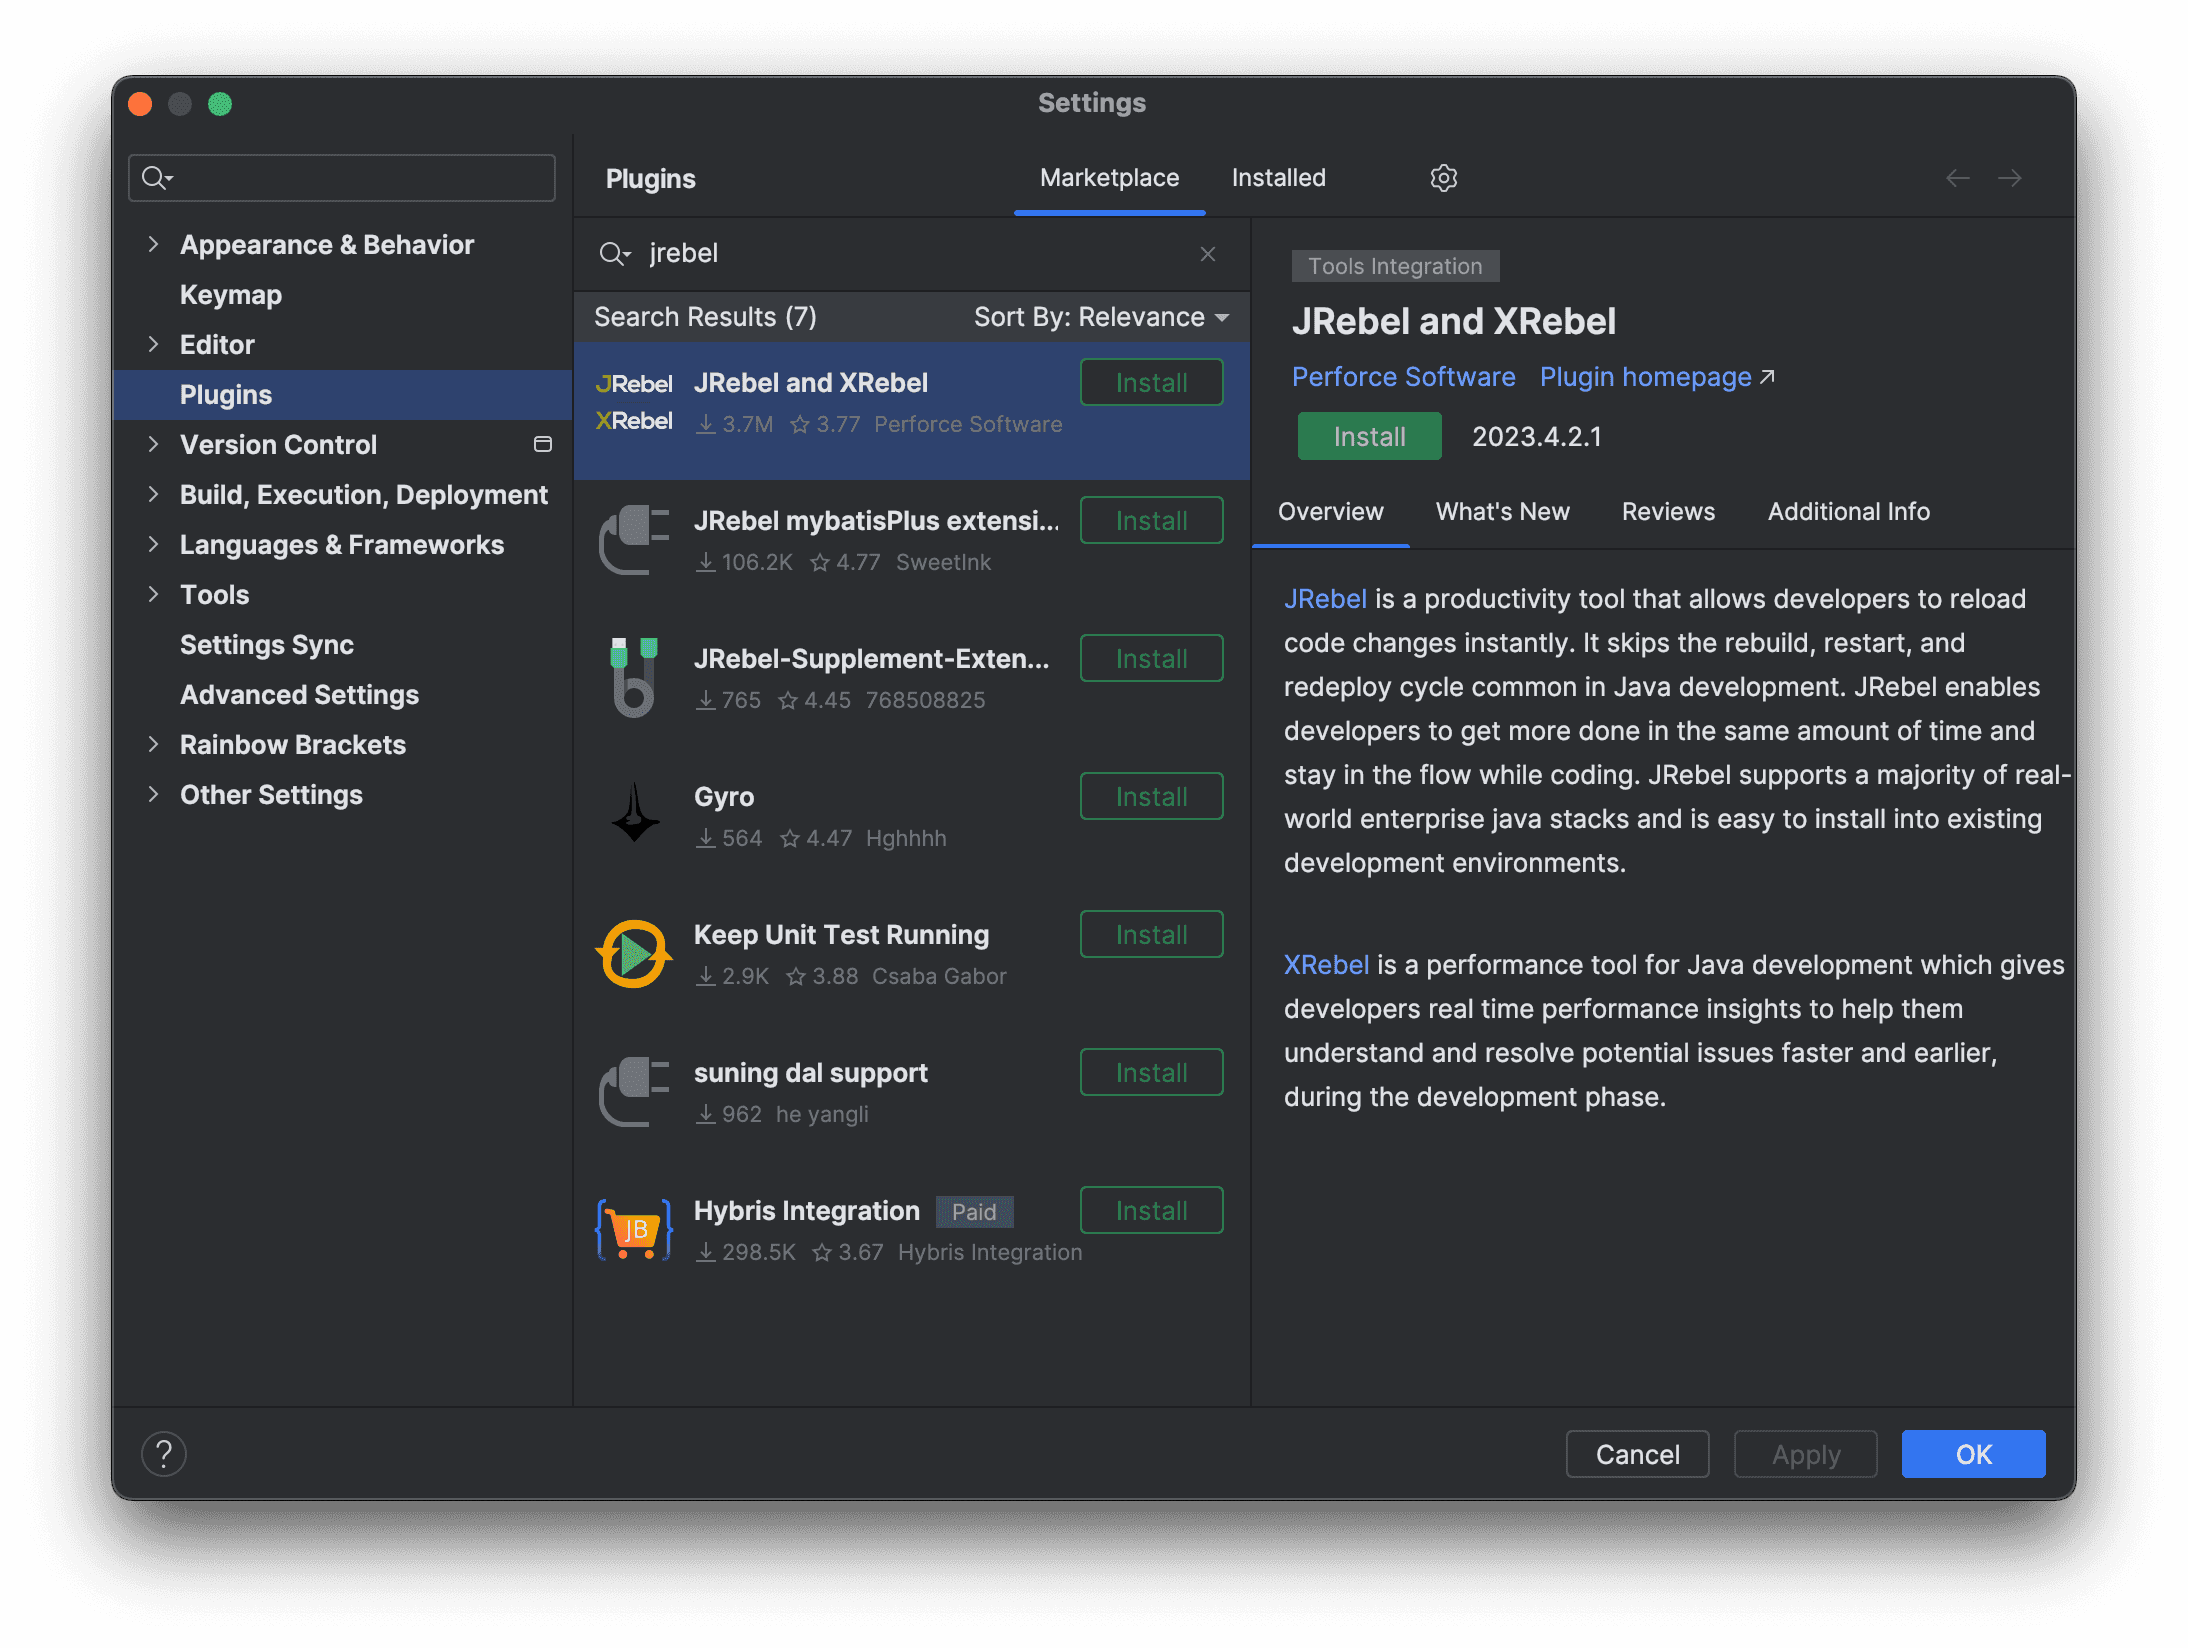 Settings
Appearance & Behavior
Keymap
Editor
Plugins
Version Control
Build, Execution, Deployment
Languages & Frameworks
Tools
Settings Sync
Advanced Settings
Rainbow Brackets
Other Settings
Plugins
Marketplace
Installed
jrebel
Search Results (7)
Sort By: Relevance
JRebel
XRebel
JRebel and XRebel
Install
3.7M 3.77 Perforce Software
JRebel mybatisPlus extensi...
Install
106.2K 4.77 SweetInk
JRebel-Supplement-Exten...
Install
765 4.45 768508825
Gyro
Install
564 4.47 Hghhhh
Keep Unit Test Running
Install
2.9K 3.88 Csaba Gabor
suning dal support
Install
962 he yangli
JB
Hybris Integration Paid
Install
298.5K 3.67 Hybris Integration
Tools Integration
JRebel and XRebel
Perforce Software Plugin homepage ↗
Install 2023.4.2.1
Overview What's New Reviews Additional Info
JRebel is a productivity tool that allows developers to reload
code changes instantly. It skips the rebuild, restart, and
redeploy cycle common in Java development. JRebel enables
developers to get more done in the same amount of time and
stay in the flow while coding. JRebel supports a majority of real-
world enterprise java stacks and is easy to install into existing
development environments.
XRebel is a performance tool for Java development which gives
developers real time performance insights to help them
understand and resolve potential issues faster and earlier,
during the development phase.
?
Cancel
Apply
OK